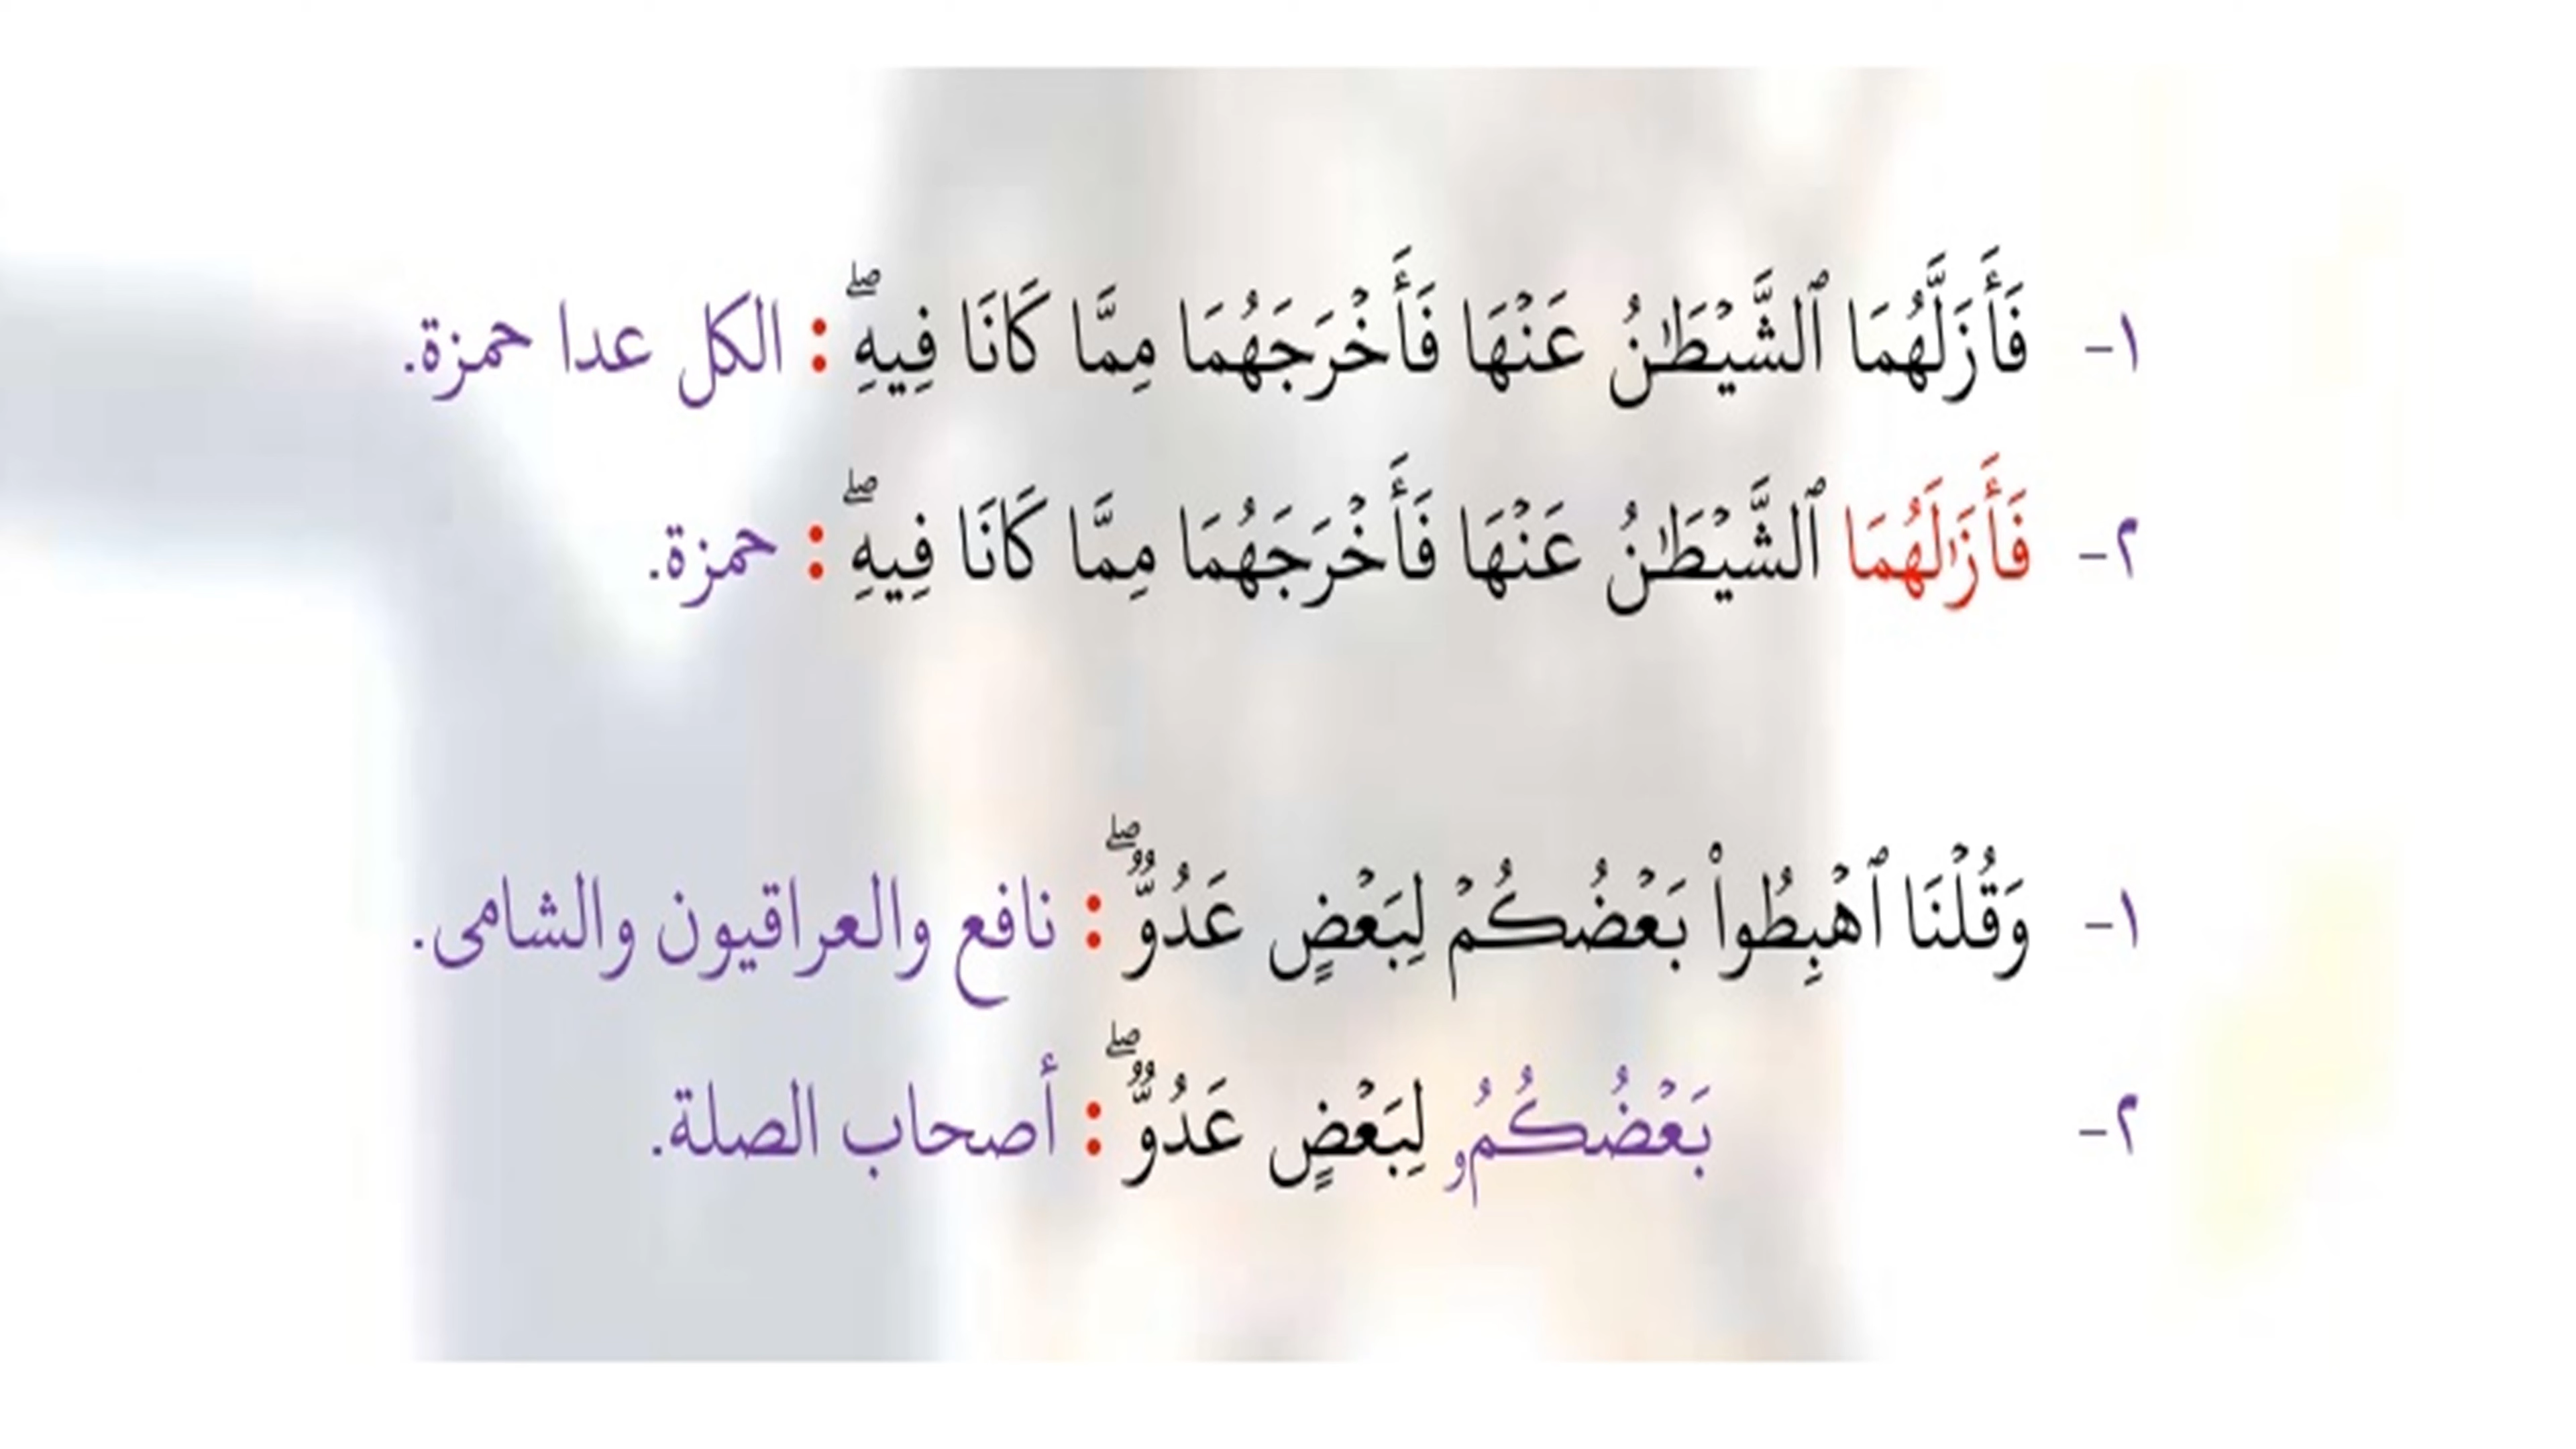 ١- فَأَزَلَّهُمَا ٱلشَّيْطَٰنُ عَنْهَا فَأَخْرَجَهُمَا مِمَّا كَانَا فِيهِۖ : الكل عدا حمزة.
٢- فَأَزَٰلَهُمَا ٱلشَّيْطَٰنُ عَنْهَا فَأَخْرَجَهُمَا مِمَّا كَانَا فِيهِۖ : حمزة.
١- وَقُلْنَا ٱهْبِطُوا۟ بَعْضُكُمْ لِبَعْضٍ عَدُوٌّۖ : نافع والعراقيون والشامى.
٢- بَعْضُكُمُۥ لِبَعْضٍ عَدُوٌّۖ : أصحاب الصلة.